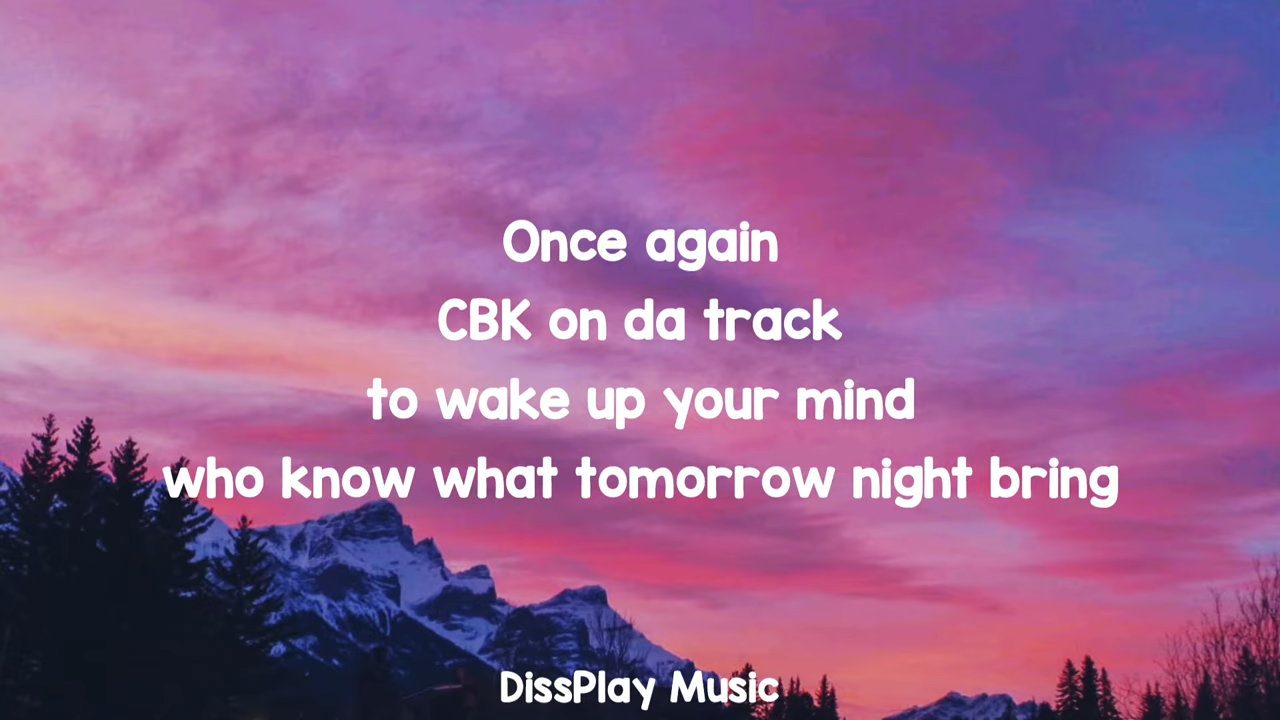 Once again
CBK on da track
to wake up your mind
who know what tomorrow night bring
DissPlay Music